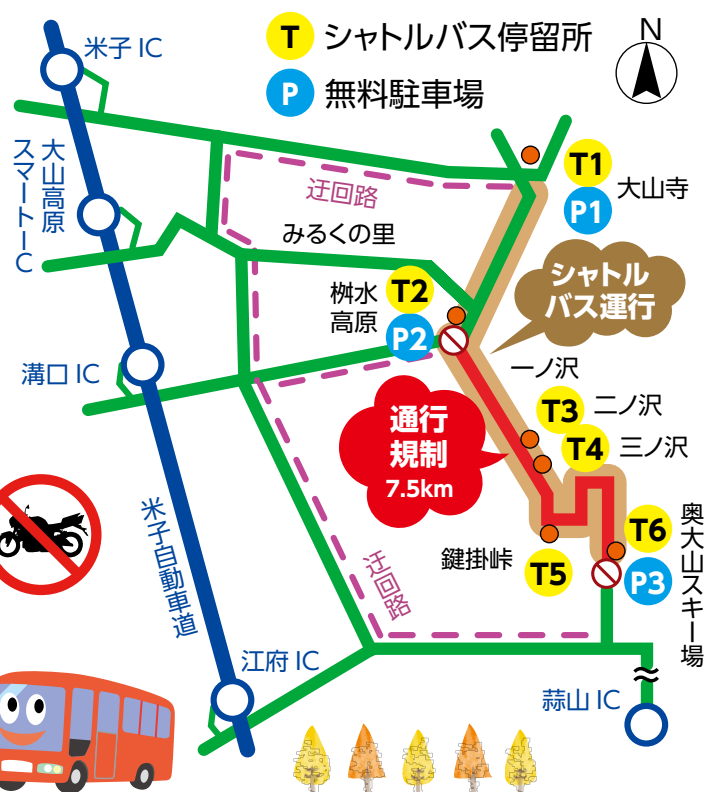 T シャトルバス停留所
P 無料駐車場
N
米子 IC
大山高原
スマートIC
迂回路
みるくの里
T1
P1
大山寺
シャトル
バス運行
桝水
高原
T2
P2
溝口 IC
一ノ沢
通行
規制
7.5km
T3 二ノ沢
T4 三ノ沢
鍵掛峠
T5
T6
P3
奥大山スキー場
米子自動車道
迂回路
江府 IC
蒜山 IC